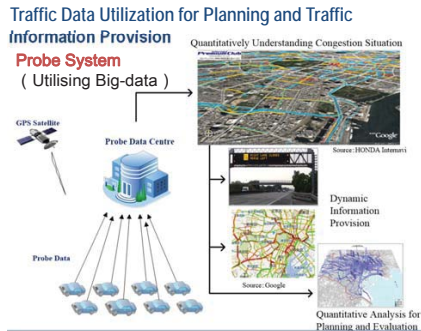 Traffic Data Utilization for Planning and Traffic
Information Provision
Probe System
( Utilising Big-data )
Quantitatively Understanding Congestion Situation
GPS Satellite
Probe Data Centre
Google
Source: HONDA Internavi
Dynamic
Information
Provision
Probe Data
Source: Google
Quantitative Analysis for
Planning and Evaluation